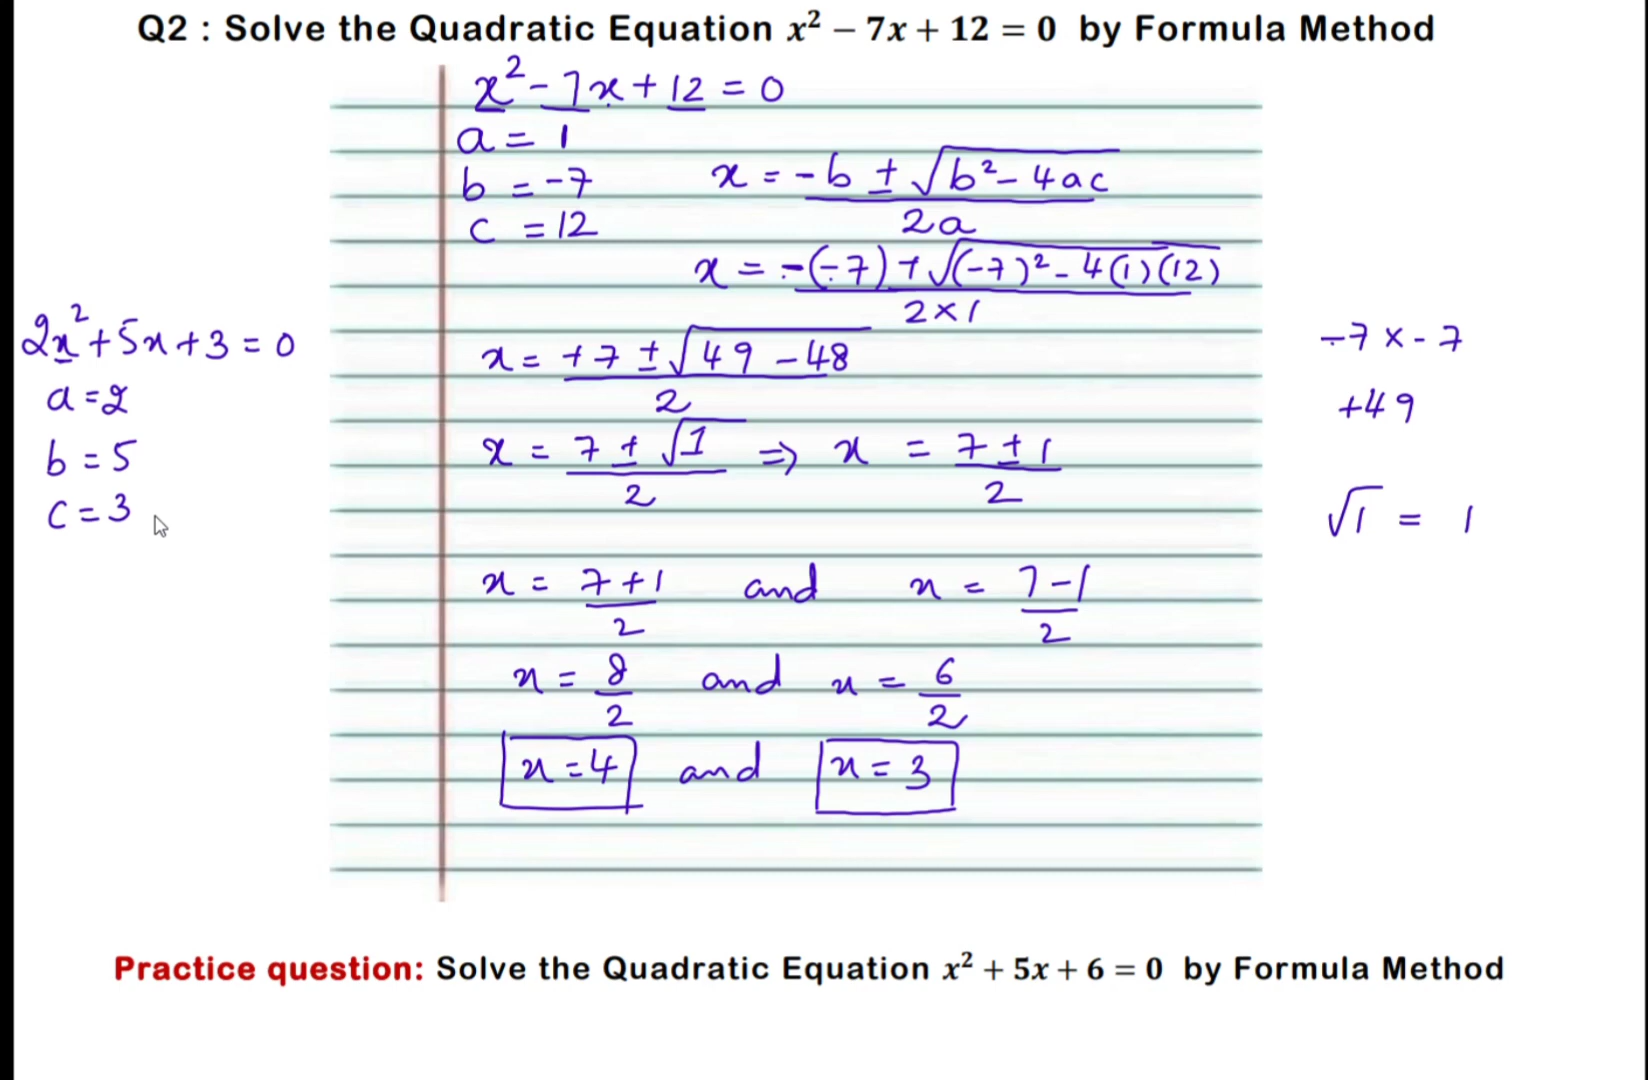 Q2 : Solve the Quadratic Equation x² − 7x + 12 = 0 by Formula Method
x² - 7x + 12 = 0
a = 1
b = -7
c = 12
x = -b ± √(b² - 4ac) / 2a
x = -(-7) + √((-7)² - 4(1)(12)) / 2×1
x = +7 ± √(49 - 48) / 2
x = 7 ± √1 / 2 ⇒ x = 7 ± 1 / 2
x = 7+1 / 2 and x = 7-1 / 2
x = 8/2 and x = 6/2
x = 4 and x = 3
2x² + 5x + 3 = 0
a = 2
b = 5
c = 3
-7 × -7
+49
√1 = 1
Practice question: Solve the Quadratic Equation x² + 5x + 6 = 0 by Formula Method